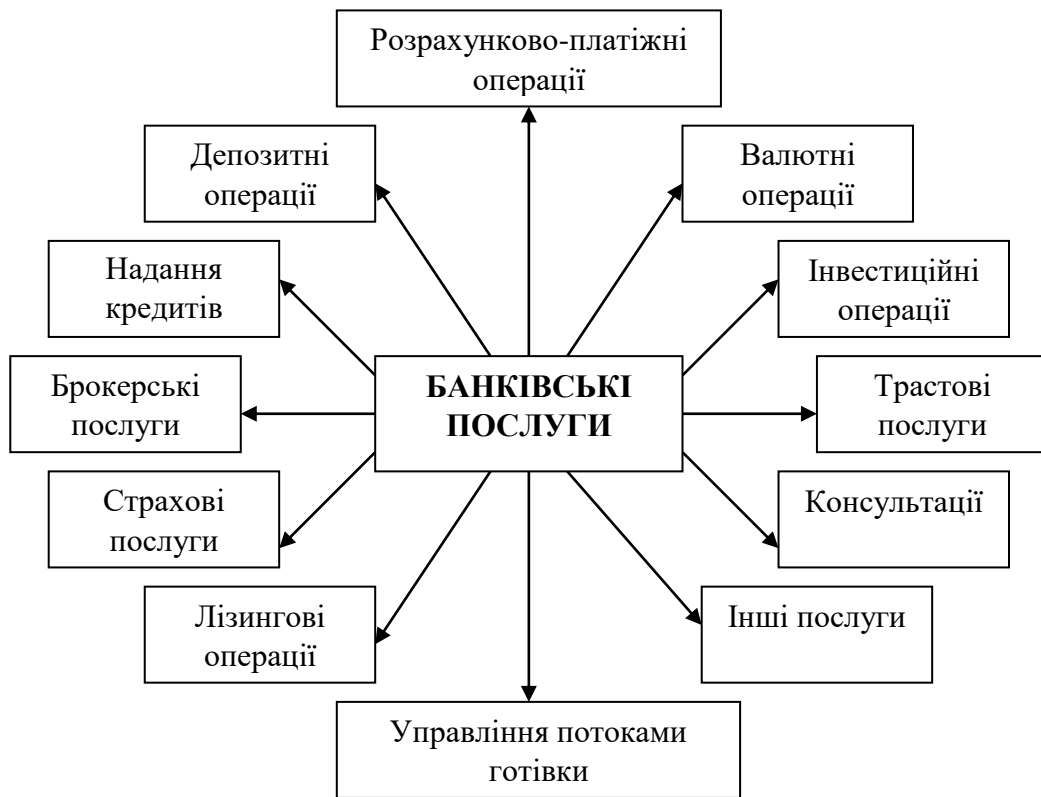 Розрахунково-платіжні
операції
Депозитні
операції
Валютні
операції
Надання
кредитів
Інвестиційні
операції
Брокерські
послуги
БАНКІВСЬКІ
ПОСЛУГИ
Трастові
послуги
Страхові
послуги
Консультації
Лізингові
операції
Інші послуги
Управління потоками
готівки